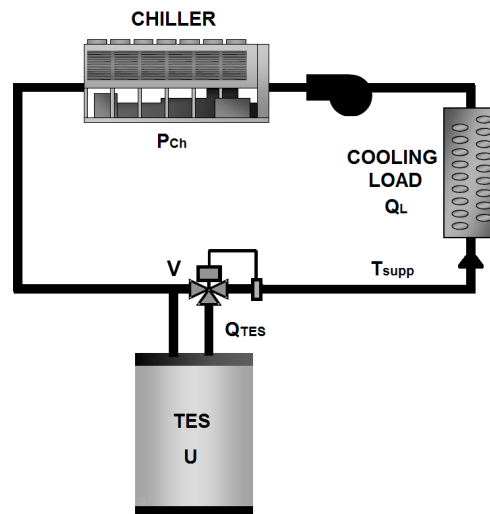 CHILLER
PCh
COOLING
LOAD
QL
V
Tsupp
QTES
TES
U